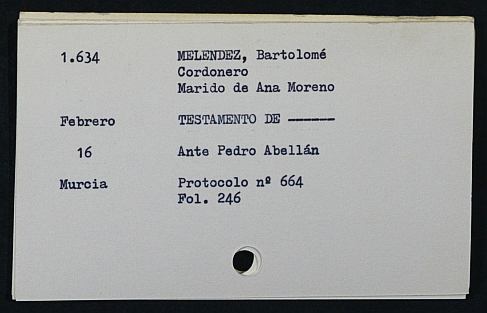 1.634 MELENDEZ, Bartolomé
Cordonero
Marido de Ana Moreno
Febrero TESTAMENTO DE ------
16 Ante Pedro Abellán
Murcia Protocolo nº 664
Fol. 246